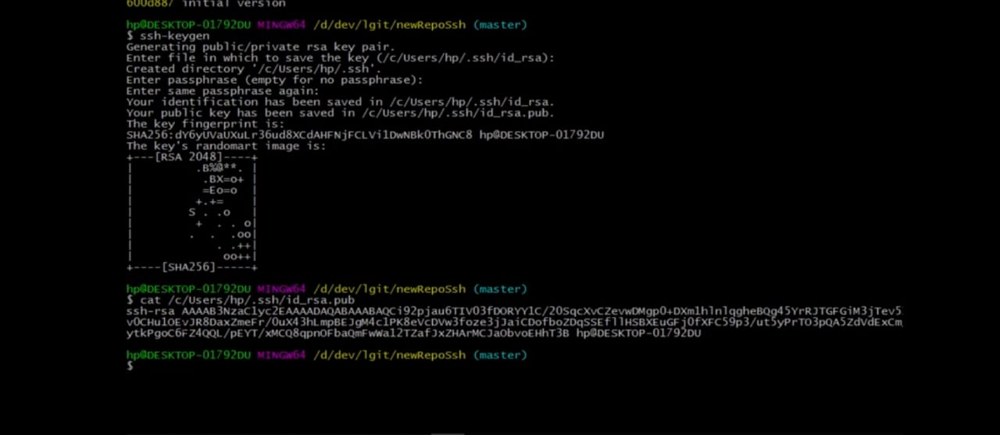 600d887 initial version
hp@DESKTOP-01792DU MINGW64 /d/dev/lgit/newRepoSsh (master)
$ ssh-keygen
Generating public/private rsa key pair.
Enter file in which to save the key (/c/Users/hp/.ssh/id_rsa):
Created directory '/c/Users/hp/.ssh'.
Enter passphrase (empty for no passphrase):
Enter same passphrase again:
Your identification has been saved in /c/Users/hp/.ssh/id_rsa.
Your public key has been saved in /c/Users/hp/.ssh/id_rsa.pub.
The key fingerprint is:
SHA256:dY6yUVaUXuLr36ud8XCdAHFNjFCLVi1DwNBk0ThGNC8 hp@DESKTOP-01792DU
The key's randomart image is:
+---[RSA 2048]----+
|         .B%@**. |
|          .BX=o+ |
|          =Eo=o  |
|         +.+=    |
|        S . .o   |
|         +  . . o|
|        .  .  .oo|
|            . .++|
|             oo++|
+----[SHA256]-----+
hp@DESKTOP-01792DU MINGW64 /d/dev/lgit/newRepoSsh (master)
$ cat /c/Users/hp/.ssh/id_rsa.pub
ssh-rsa AAAAB3NzaC1yc2EAAAADAQABAAABAQCi92pjau6TIV03fDORYY1C/20SqcXvCZevwDMgp0+DXm1hlnlqgheBQg45YrRJTGFGiM3jTev5
v0CHu1OEvJR8DaxZmeFr/0uX43hLmpBEJgM4c1PK8eVcDVw3foze3jJaiCDofboZDqSSEfllHSBXEuGFj0fXFC59p3/ut5yPrTO3pQA5ZdVdExCm
ytkPgoC6FZ4QQL/pEYT/xMCQ8qpnOFbaQmFwWa12TZafJxZHArMCJaObvoEHhT3B hp@DESKTOP-01792DU
hp@DESKTOP-01792DU MINGW64 /d/dev/lgit/newRepoSsh (master)
$